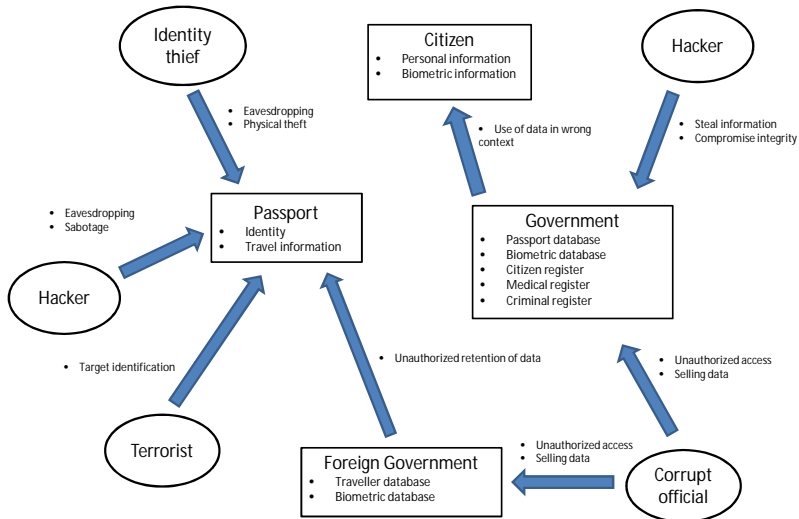 Identity
thief
Citizen
• Personal information
• Biometric information
Hacker
• Eavesdropping
• Physical theft
• Use of data in wrong
context
• Steal information
• Compromise integrity
• Eavesdropping
• Sabotage
Passport
• Identity
• Travel information
Government
• Passport database
• Biometric database
• Citizen register
• Medical register
• Criminal register
Hacker
• Target identification
• Unauthorized retention of data
• Unauthorized access
• Selling data
Terrorist
Foreign Government
• Traveller database
• Biometric database
• Unauthorized access
• Selling data
Corrupt
official